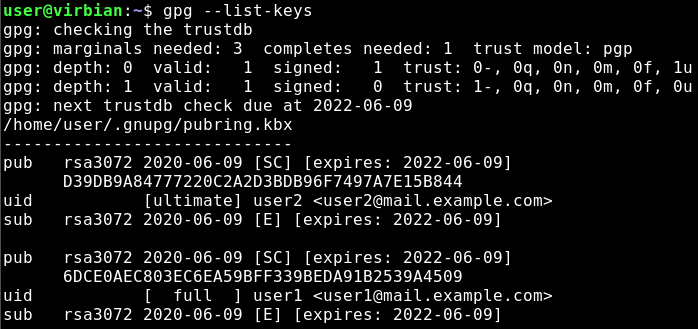 user@virbian:~$ gpg --list-keys
gpg: checking the trustdb
gpg: marginals needed: 3  completes needed: 1  trust model: pgp
gpg: depth: 0  valid:   1  signed:   1  trust: 0-, 0q, 0n, 0m, 0f, 1u
gpg: depth: 1  valid:   1  signed:   0  trust: 1-, 0q, 0n, 0m, 0f, 0u
gpg: next trustdb check due at 2022-06-09
/home/user/.gnupg/pubring.kbx
-----------------------------
pub   rsa3072 2020-06-09 [SC] [expires: 2022-06-09]
      D39DB9A84777220C2A2D3BDB96F7497A7E15B844
uid           [ultimate] user2 <user2@mail.example.com>
sub   rsa3072 2020-06-09 [E] [expires: 2022-06-09]

pub   rsa3072 2020-06-09 [SC] [expires: 2022-06-09]
      6DCE0AEC803EC6EA59BFF339BEDA91B2539A4509
uid           [  full  ] user1 <user1@mail.example.com>
sub   rsa3072 2020-06-09 [E] [expires: 2022-06-09]